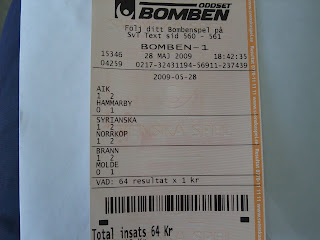 ODDSET
BOMBEN
Följ ditt Bombenspel på
SvT Text sid 560 - 561
BOMBEN-1
15346 28 MAJ 2009 18:42:35
04259 0217-32431194-56911-237439
2009-05-28
AIK
1 2
HAMMARBY
0 1
SYRIANSKA
1 2
NORRKÖP
1 2
BRANN
1 2
MOLDE
0 1
VAD: 64 resultat x 1 kr
Total insats 64 Kr